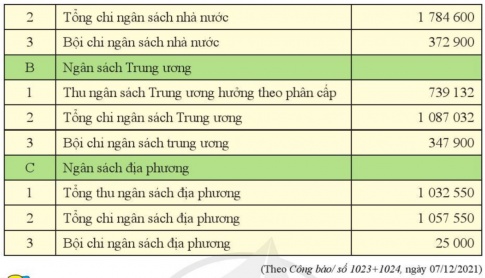 2 Tổng chi ngân sách nhà nước 1 784 600
3 Bội chi ngân sách nhà nước 372 900
B Ngân sách Trung ương
1 Thu ngân sách Trung ương hưởng theo phân cấp 739 132
2 Tổng chi ngân sách Trung ương 1 087 032
3 Bội chi ngân sách trung ương 347 900
C Ngân sách địa phương
1 Tổng thu ngân sách địa phương 1 032 550
2 Tổng chi ngân sách địa phương 1 057 550
3 Bội chi ngân sách địa phương 25 000
(Theo Công báo/ số 1023+1024, ngày 07/12/2021)